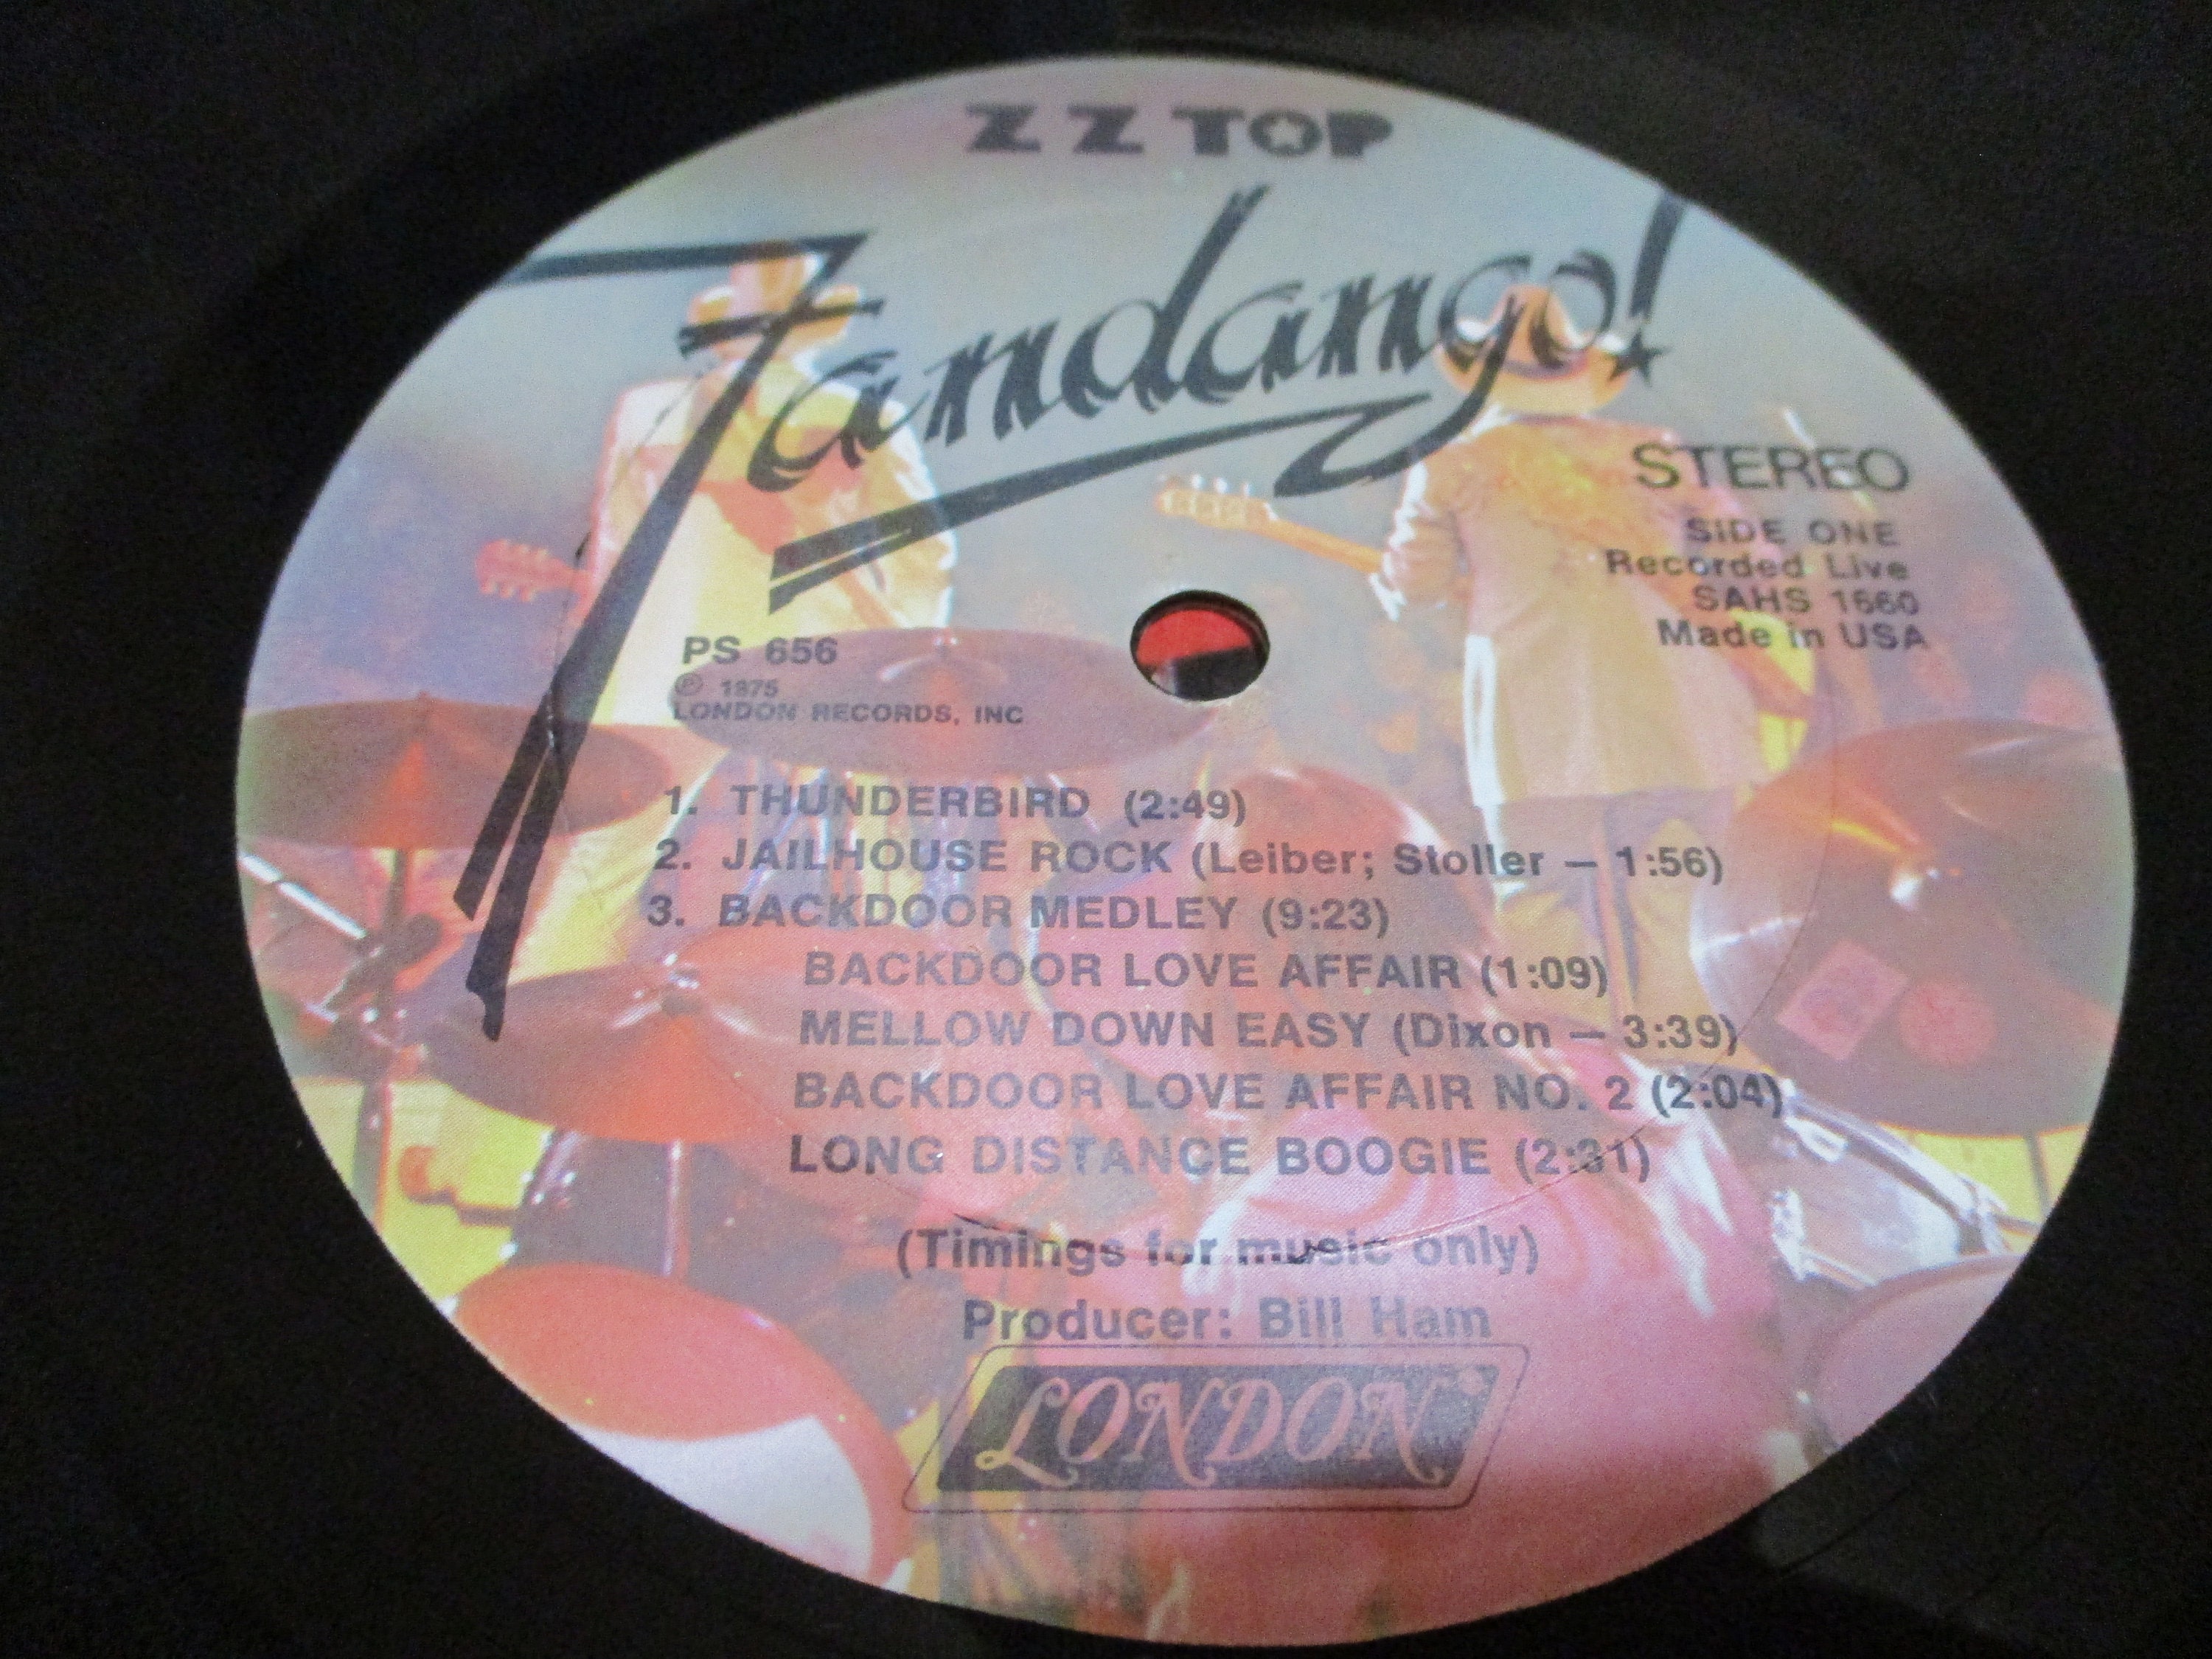 ZZ TOP
Fandango!
STEREO
SIDE ONE
Recorded Live
SAHS 1660
Made in USA
PS 656
Ⓟ 1975
LONDON RECORDS, INC
1. THUNDERBIRD (2:49)
2. JAILHOUSE ROCK (Leiber; Stoller — 1:56)
3. BACKDOOR MEDLEY (9:23)
BACKDOOR LOVE AFFAIR (1:09)
MELLOW DOWN EASY (Dixon — 3:39)
BACKDOOR LOVE AFFAIR NO. 2 (2:04)
LONG DISTANCE BOOGIE (2:31)
(Timings for music only)
Producer: Bill Ham
LONDON®